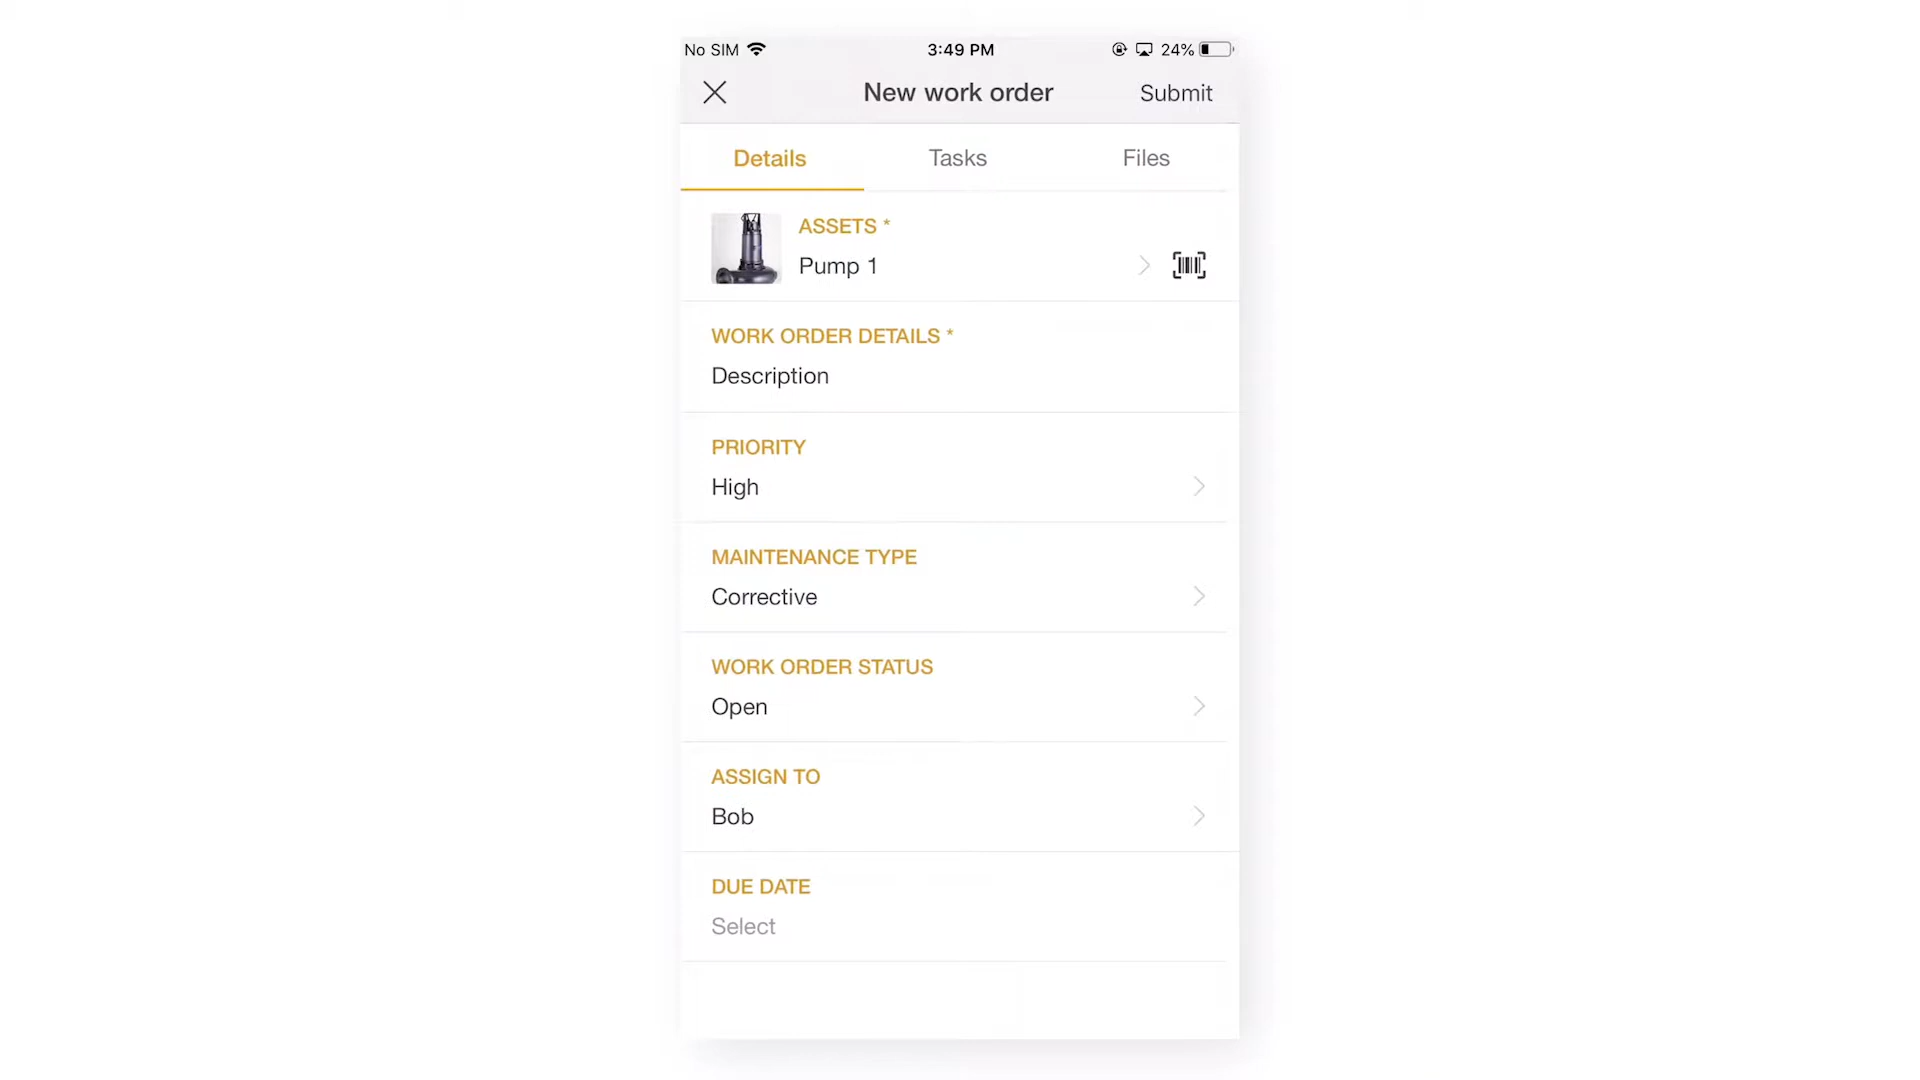 No SIM 3:49 PM 24%
New work order Submit
Details Tasks Files
ASSETS *
Pump 1
WORK ORDER DETAILS *
Description
PRIORITY
High
MAINTENANCE TYPE
Corrective
WORK ORDER STATUS
Open
ASSIGN TO
Bob
DUE DATE
Select